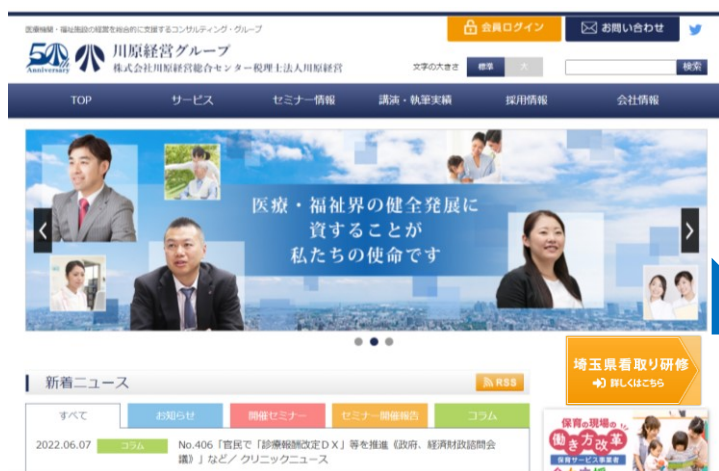 医療機関・福祉施設の経営を総合的に支援するコンサルティング・グループ
会員ログイン
お問い合わせ
50
Anniversary
川原経営グループ
株式会社川原経営総合センター税理士法人川原経営
文字の大きさ 標準 大
検索
TOP サービス セミナー情報 講演・執筆実績 採用情報 会社情報
医療・福祉界の健全発展に
資することが
私たちの使命です
埼玉県看取り研修
詳しくはこちら
新着ニュース
RSS
すべて お知らせ 開催セミナー セミナー開催報告 コラム
2022.06.07 コラム No.406「官民で「診療報酬改定DX」等を推進《政府、経済財政諮問会
議》」など/ クリニックニュース
保育の現場の
働き方改革
保育サービス事業者